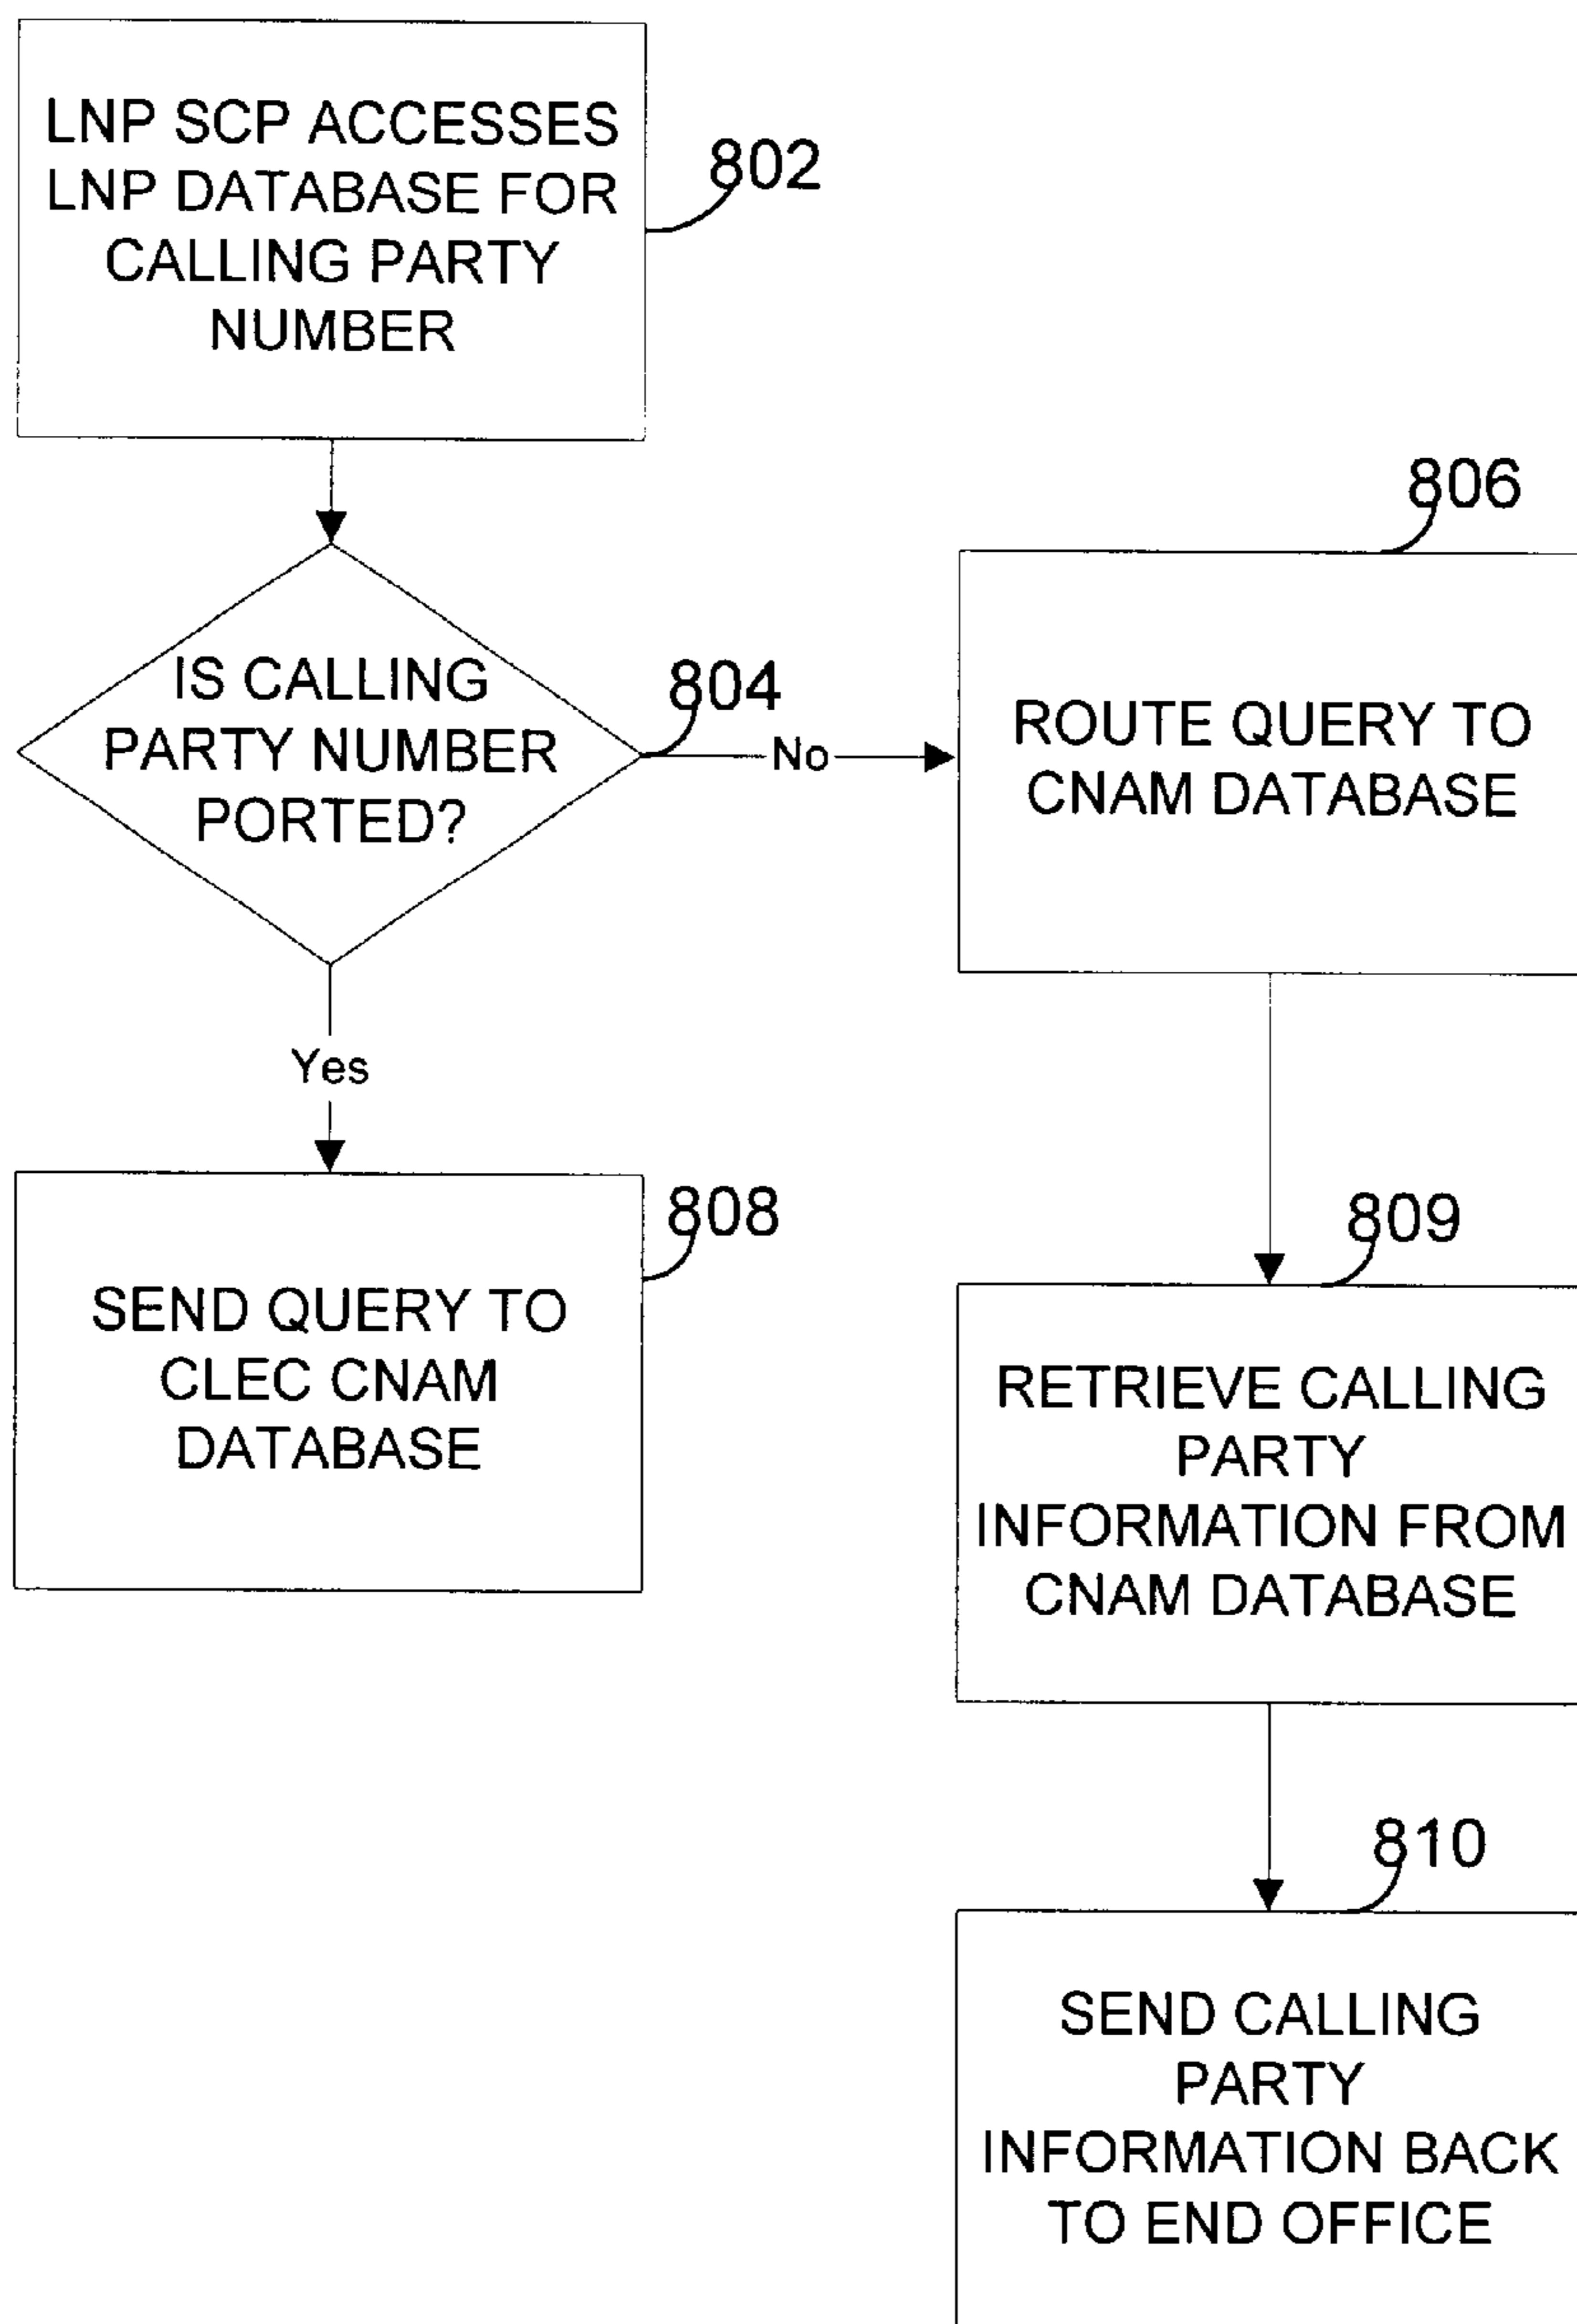 LNP SCP ACCESSES
LNP DATABASE FOR
CALLING PARTY
NUMBER
802
IS CALLING
PARTY NUMBER
PORTED?
804
No
806
ROUTE QUERY TO
CNAM DATABASE
Yes
808
SEND QUERY TO
CLEC CNAM
DATABASE
809
RETRIEVE CALLING
PARTY
INFORMATION FROM
CNAM DATABASE
810
SEND CALLING
PARTY
INFORMATION BACK
TO END OFFICE